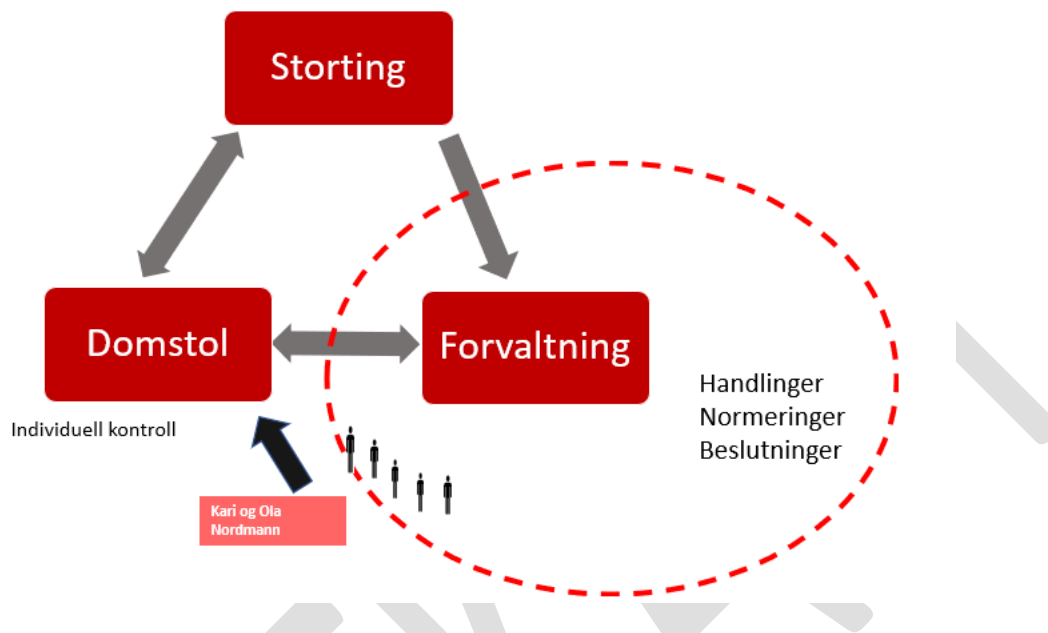 Storting
Domstol
Forvaltning
Handlinger
Normeringer
Beslutninger
Individuell kontroll
Kari og Ola
Nordmann